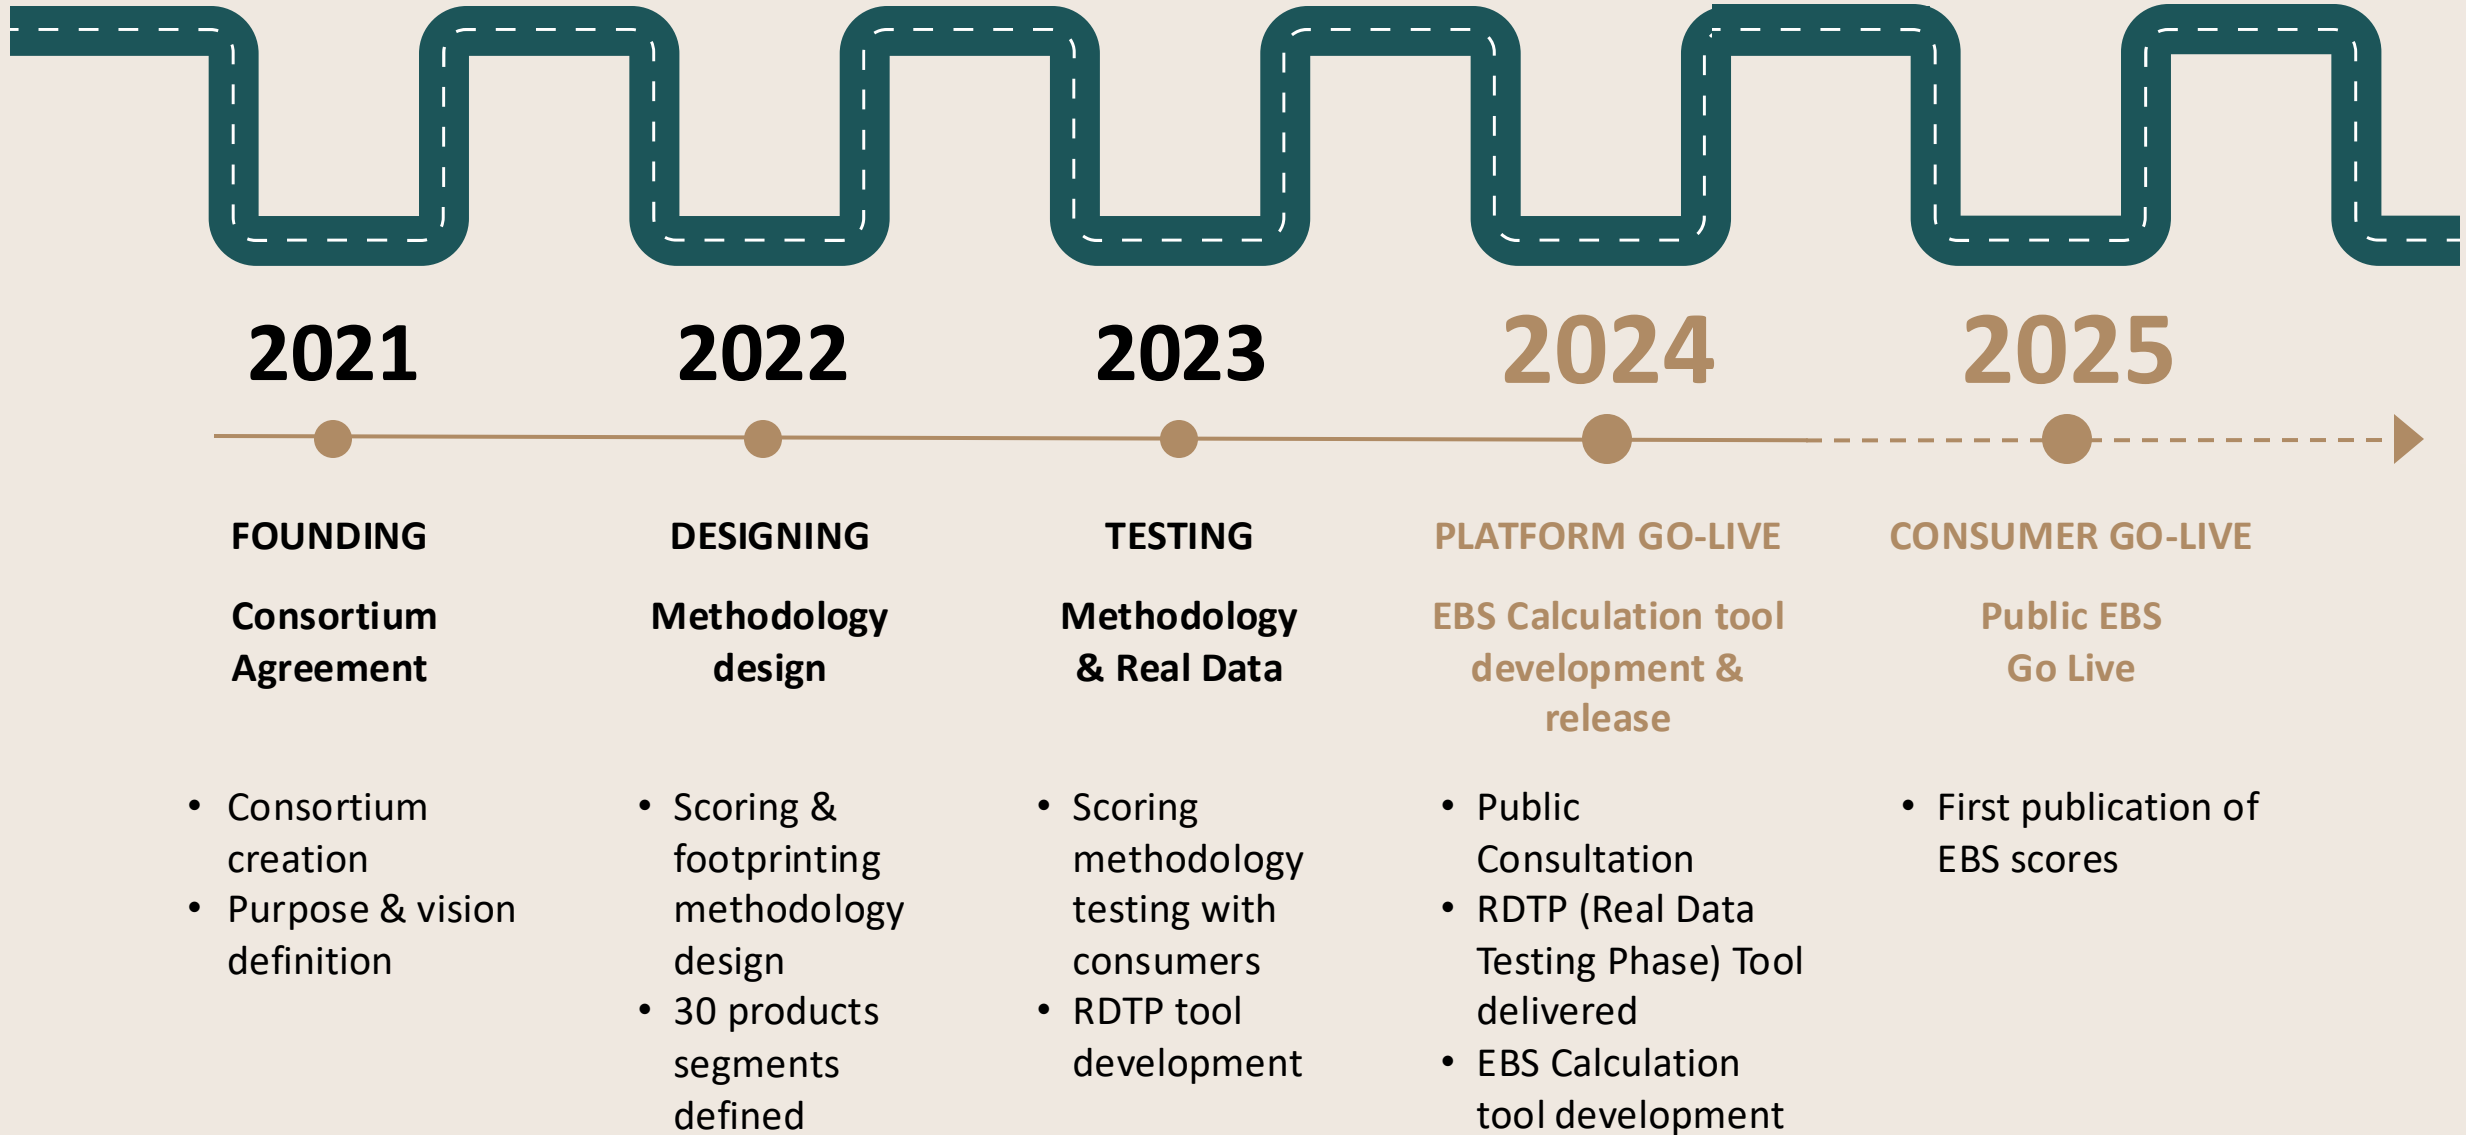 2021
2022
2023
2024
2025
FOUNDING
Consortium
Agreement
• Consortium
creation
• Purpose & vision
definition
DESIGNING
Methodology
design
• Scoring &
footprinting
methodology
design
• 30 products
segments
defined
TESTING
Methodology
& Real Data
• Scoring
methodology
testing with
consumers
• RDTP tool
development
PLATFORM GO-LIVE
EBS Calculation tool
development &
release
• Public
Consultation
• RDTP (Real Data
Testing Phase) Tool
delivered
• EBS Calculation
tool development
CONSUMER GO-LIVE
Public EBS
Go Live
• First publication of
EBS scores